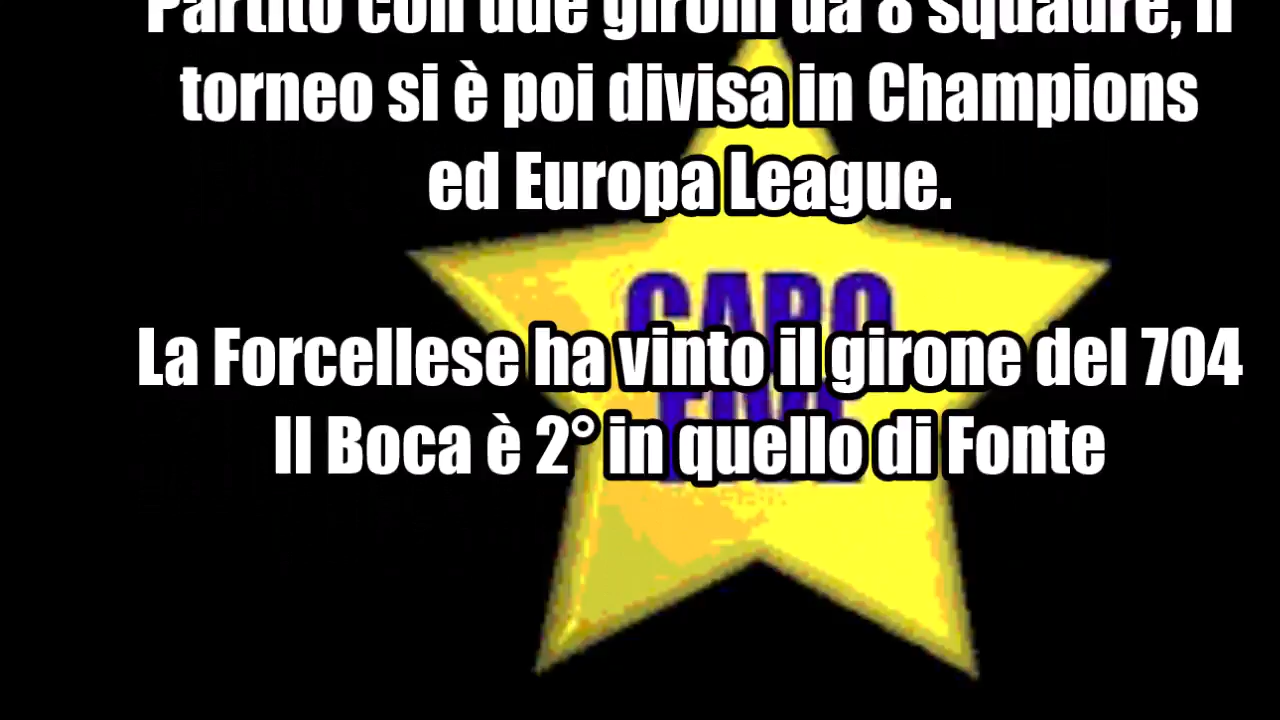 Partito con due gironi da 8 squadre, il
torneo si è poi divisa in Champions
ed Europa League.
La Forcellese ha vinto il girone del 704
Il Boca è 2° in quello di Fonte